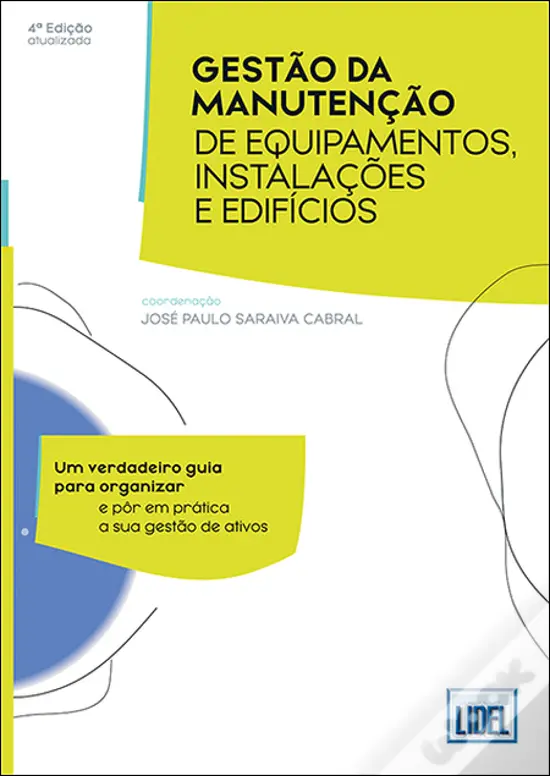 4ª Edição
atualizada
GESTÃO DA
MANUTENÇÃO
DE EQUIPAMENTOS,
INSTALAÇÕES
E EDIFÍCIOS
coordenação
JOSÉ PAULO SARAIVA CABRAL
Um verdadeiro guia
para organizar
e pôr em prática
a sua gestão de ativos
LIDEL